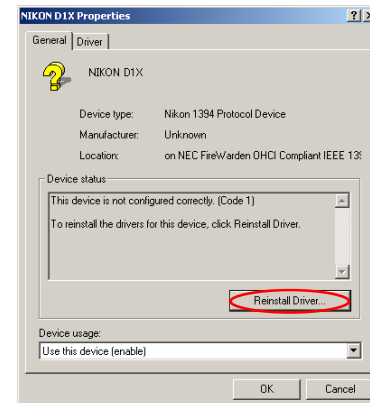 NIKON D1X Properties
General Driver
NIKON D1X
Device type: Nikon 1394 Protocol Device
Manufacturer: Unknown
Location: on NEC FireWarden OHCI Compliant IEEE 139
Device status
This device is not configured correctly. (Code 1)
To reinstall the drivers for this device, click Reinstall Driver.
Reinstall Driver...
Device usage:
Use this device (enable)
OK Cancel